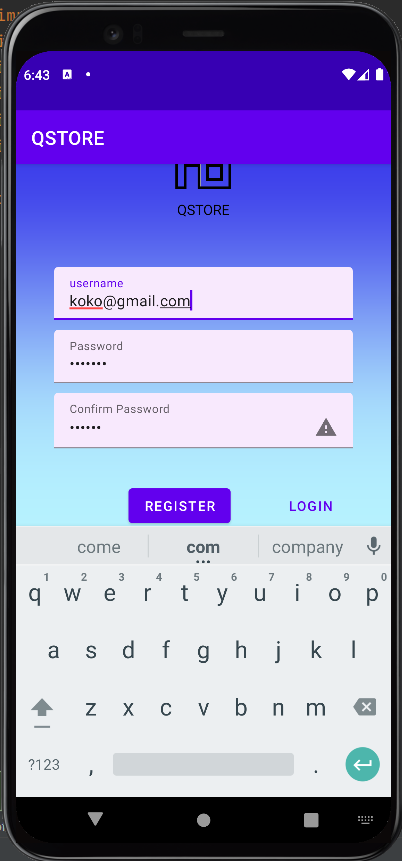 im
6:43 A
QSTORE
QSTORE
username
koko@gmail.com
Password
•••••••
Confirm Password
••••••
REGISTER LOGIN
come com company
1 2 3 4 5 6 7 8 9 0
q w e r t y u i o p
a s d f g h j k l
z x c v b n m
?123 , .